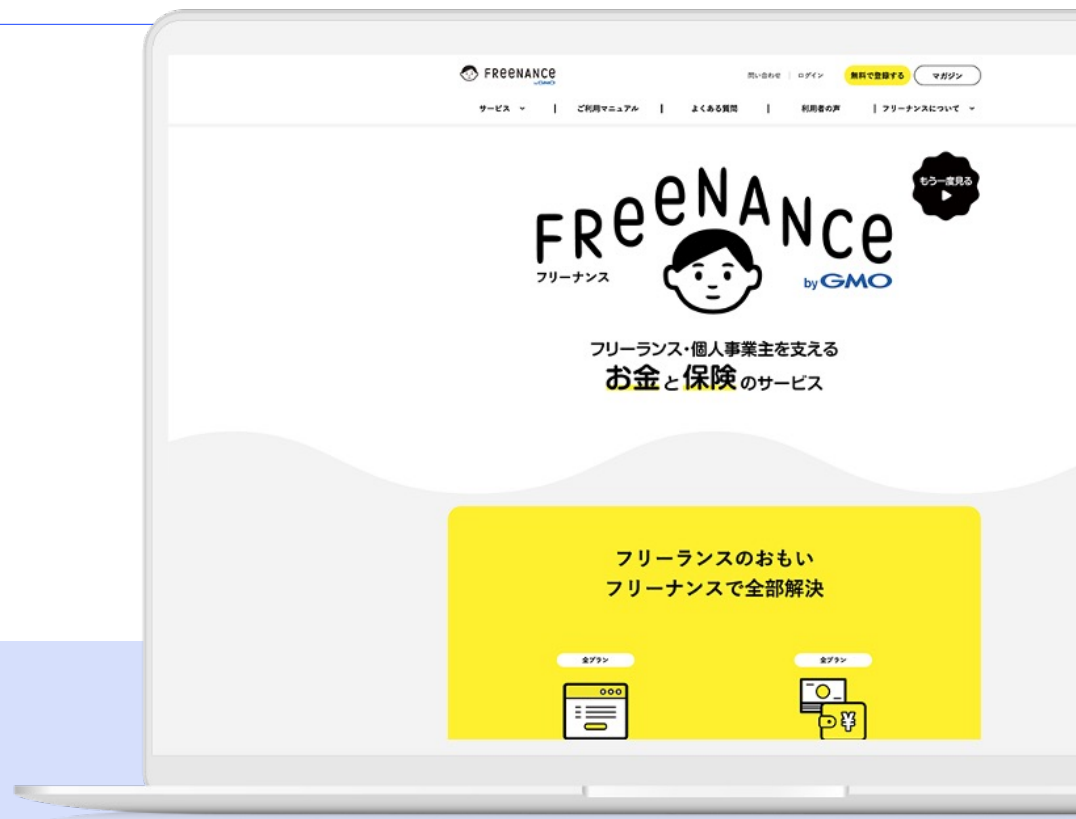 FREENANCE
by GMO
問い合わせ
ログイン
無料で登録する
マガジン
サービス
ご利用マニュアル
よくある質問
利用者の声
フリーナンスについて
もう一度見る
FREENANCE
フリーナンス
by GMO
フリーランス・個人事業主を支える
お金と保険のサービス
フリーランスのおもい
フリーナンスで全部解決
全プラン
全プラン
¥